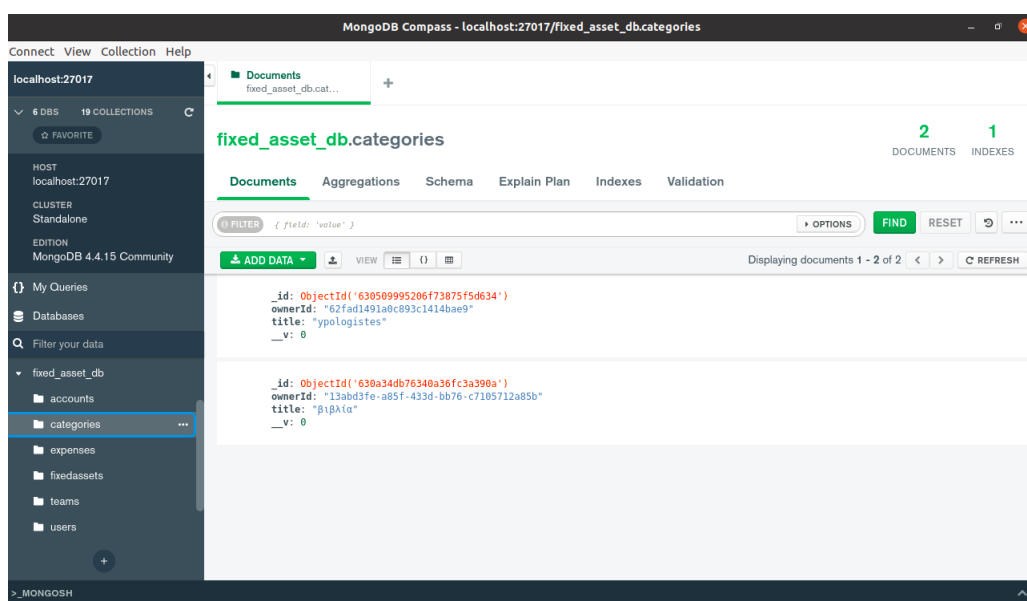 MongoDB Compass - localhost:27017/fixed_asset_db.categories
Connect View Collection Help
localhost:27017
6 DBS 19 COLLECTIONS
FAVORITE
HOST
localhost:27017
CLUSTER
Standalone
EDITION
MongoDB 4.4.15 Community
{} My Queries
Databases
Filter your data
fixed_asset_db
accounts
categories
expenses
fixedassets
teams
users
+
>_MONGOSH
Documents
fixed_asset_db.cat...
+
fixed_asset_db.categories
2
DOCUMENTS
1
INDEXES
Documents Aggregations Schema Explain Plan Indexes Validation
FILTER { field: 'value' } OPTIONS FIND RESET ...
ADD DATA VIEW {} Displaying documents 1 - 2 of 2 < > REFRESH
_id: ObjectId('630509995206f73875f5d634')
ownerId: "62fad1491a0c893c1414bae9"
title: "ypologistes"
__v: 0
_id: ObjectId('630a34db76340a36fc3a390a')
ownerId: "13abd3fe-a85f-433d-bb76-c7105712a85b"
title: "βιβλία"
__v: 0